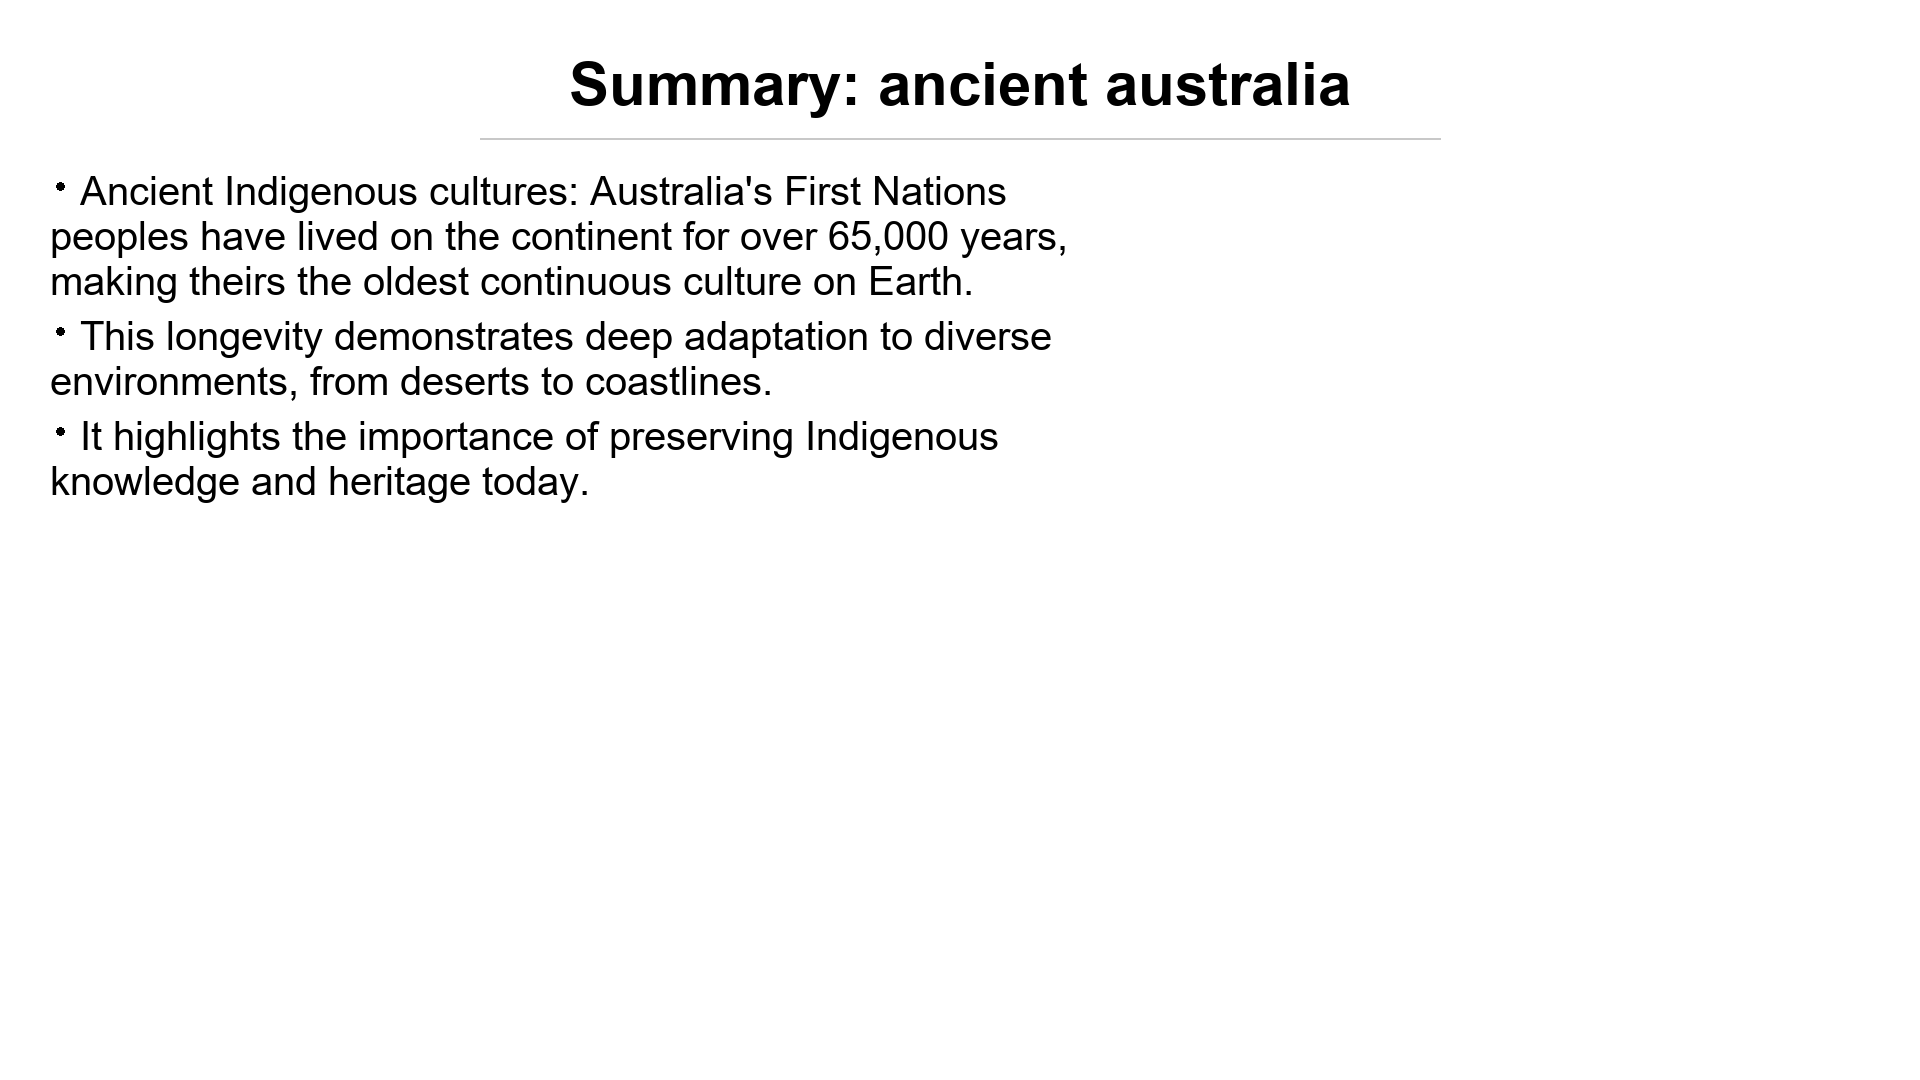 Summary: ancient australia
• Ancient Indigenous cultures: Australia's First Nations
peoples have lived on the continent for over 65,000 years,
making theirs the oldest continuous culture on Earth.
• This longevity demonstrates deep adaptation to diverse
environments, from deserts to coastlines.
• It highlights the importance of preserving Indigenous
knowledge and heritage today.